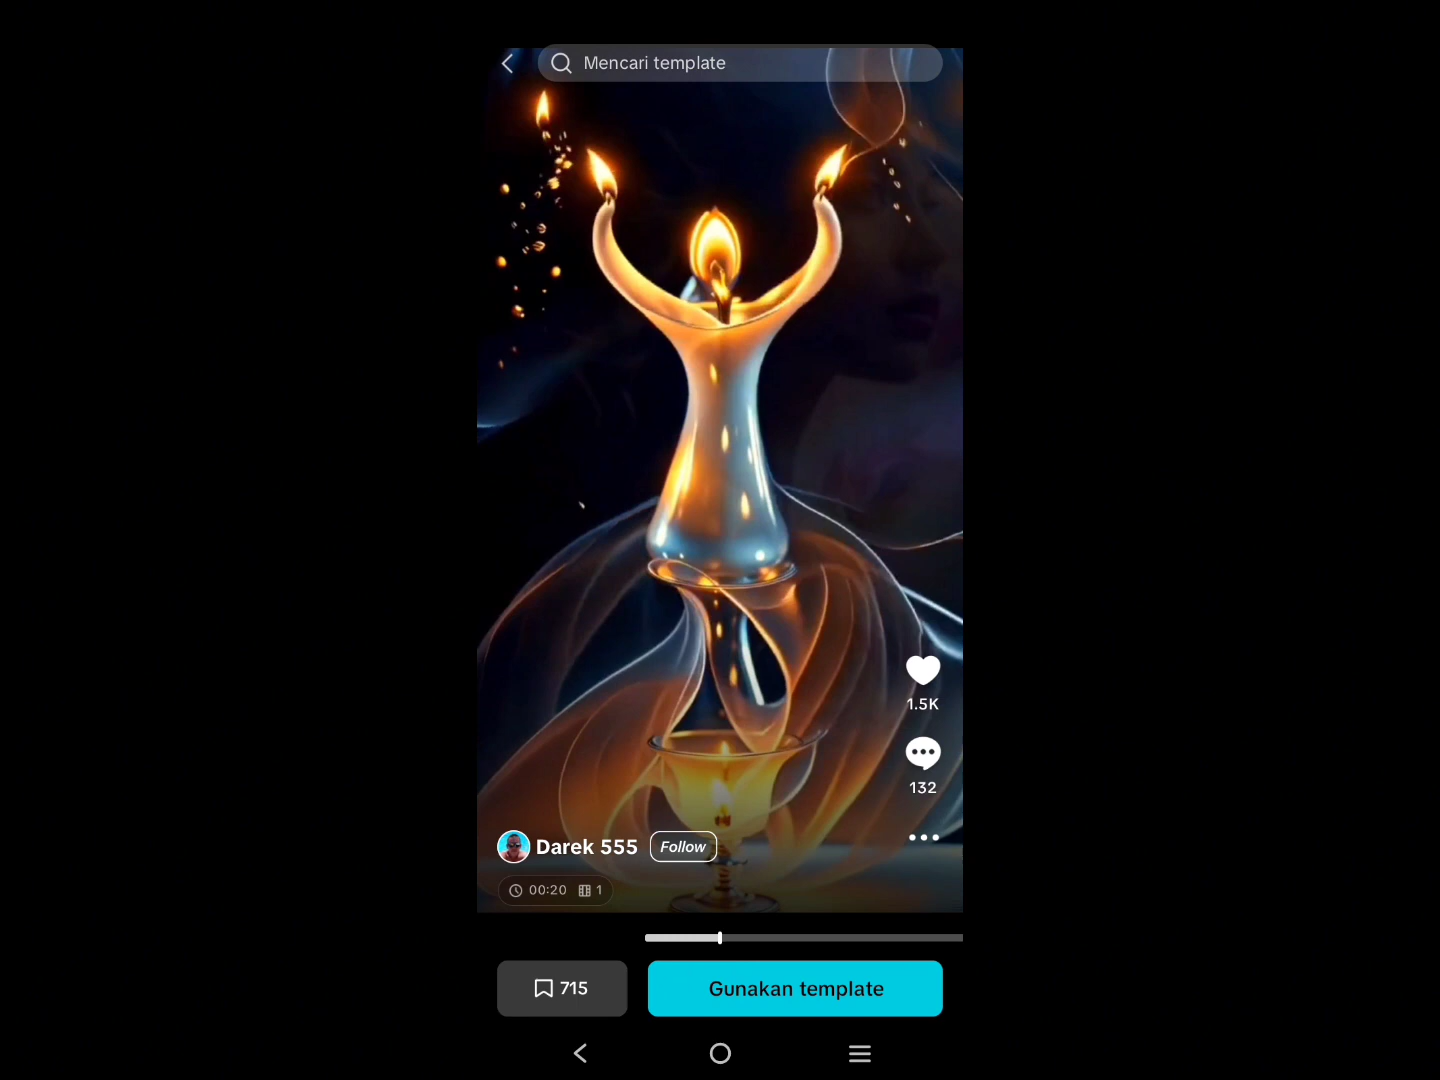 Mencari template
1.5K
132
Darek 555 Follow
00:20 1
715 Gunakan template